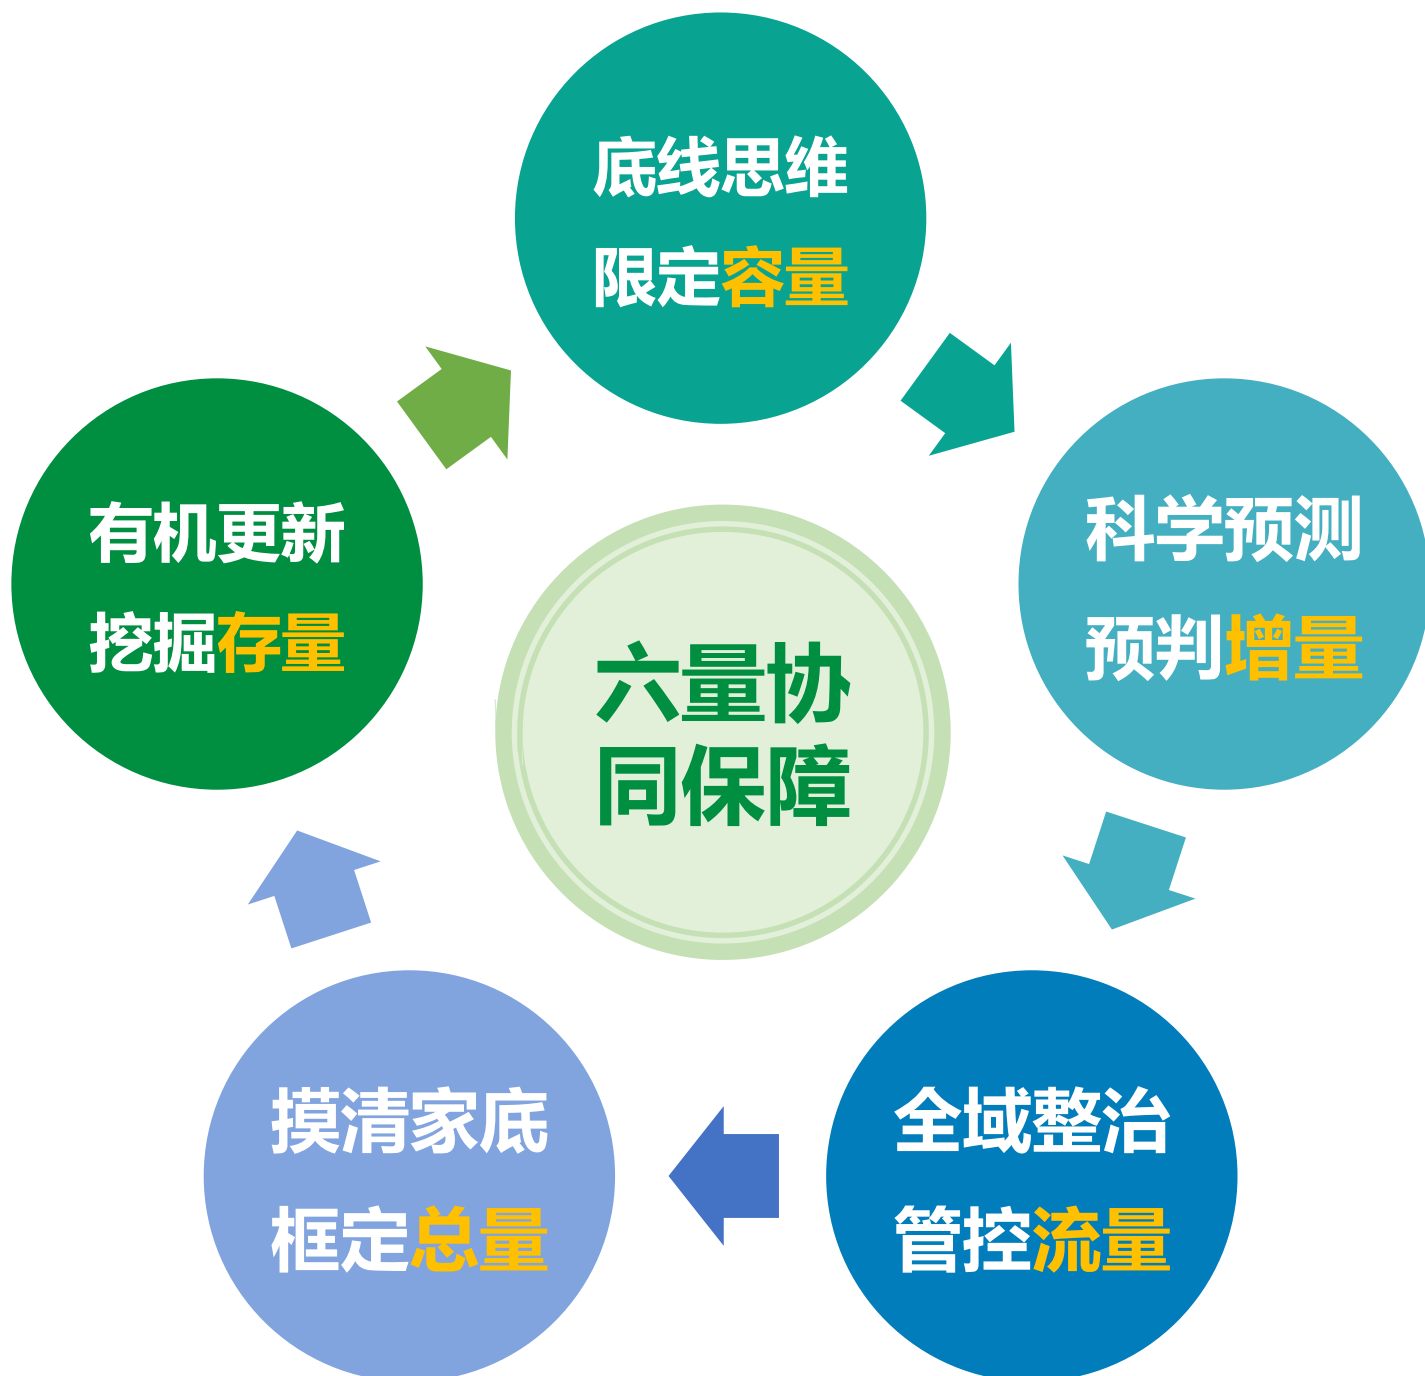 底线思维
限定容量
科学预测
预判增量
全域整治
管控流量
摸清家底
框定总量
有机更新
挖掘存量
六量协
同保障